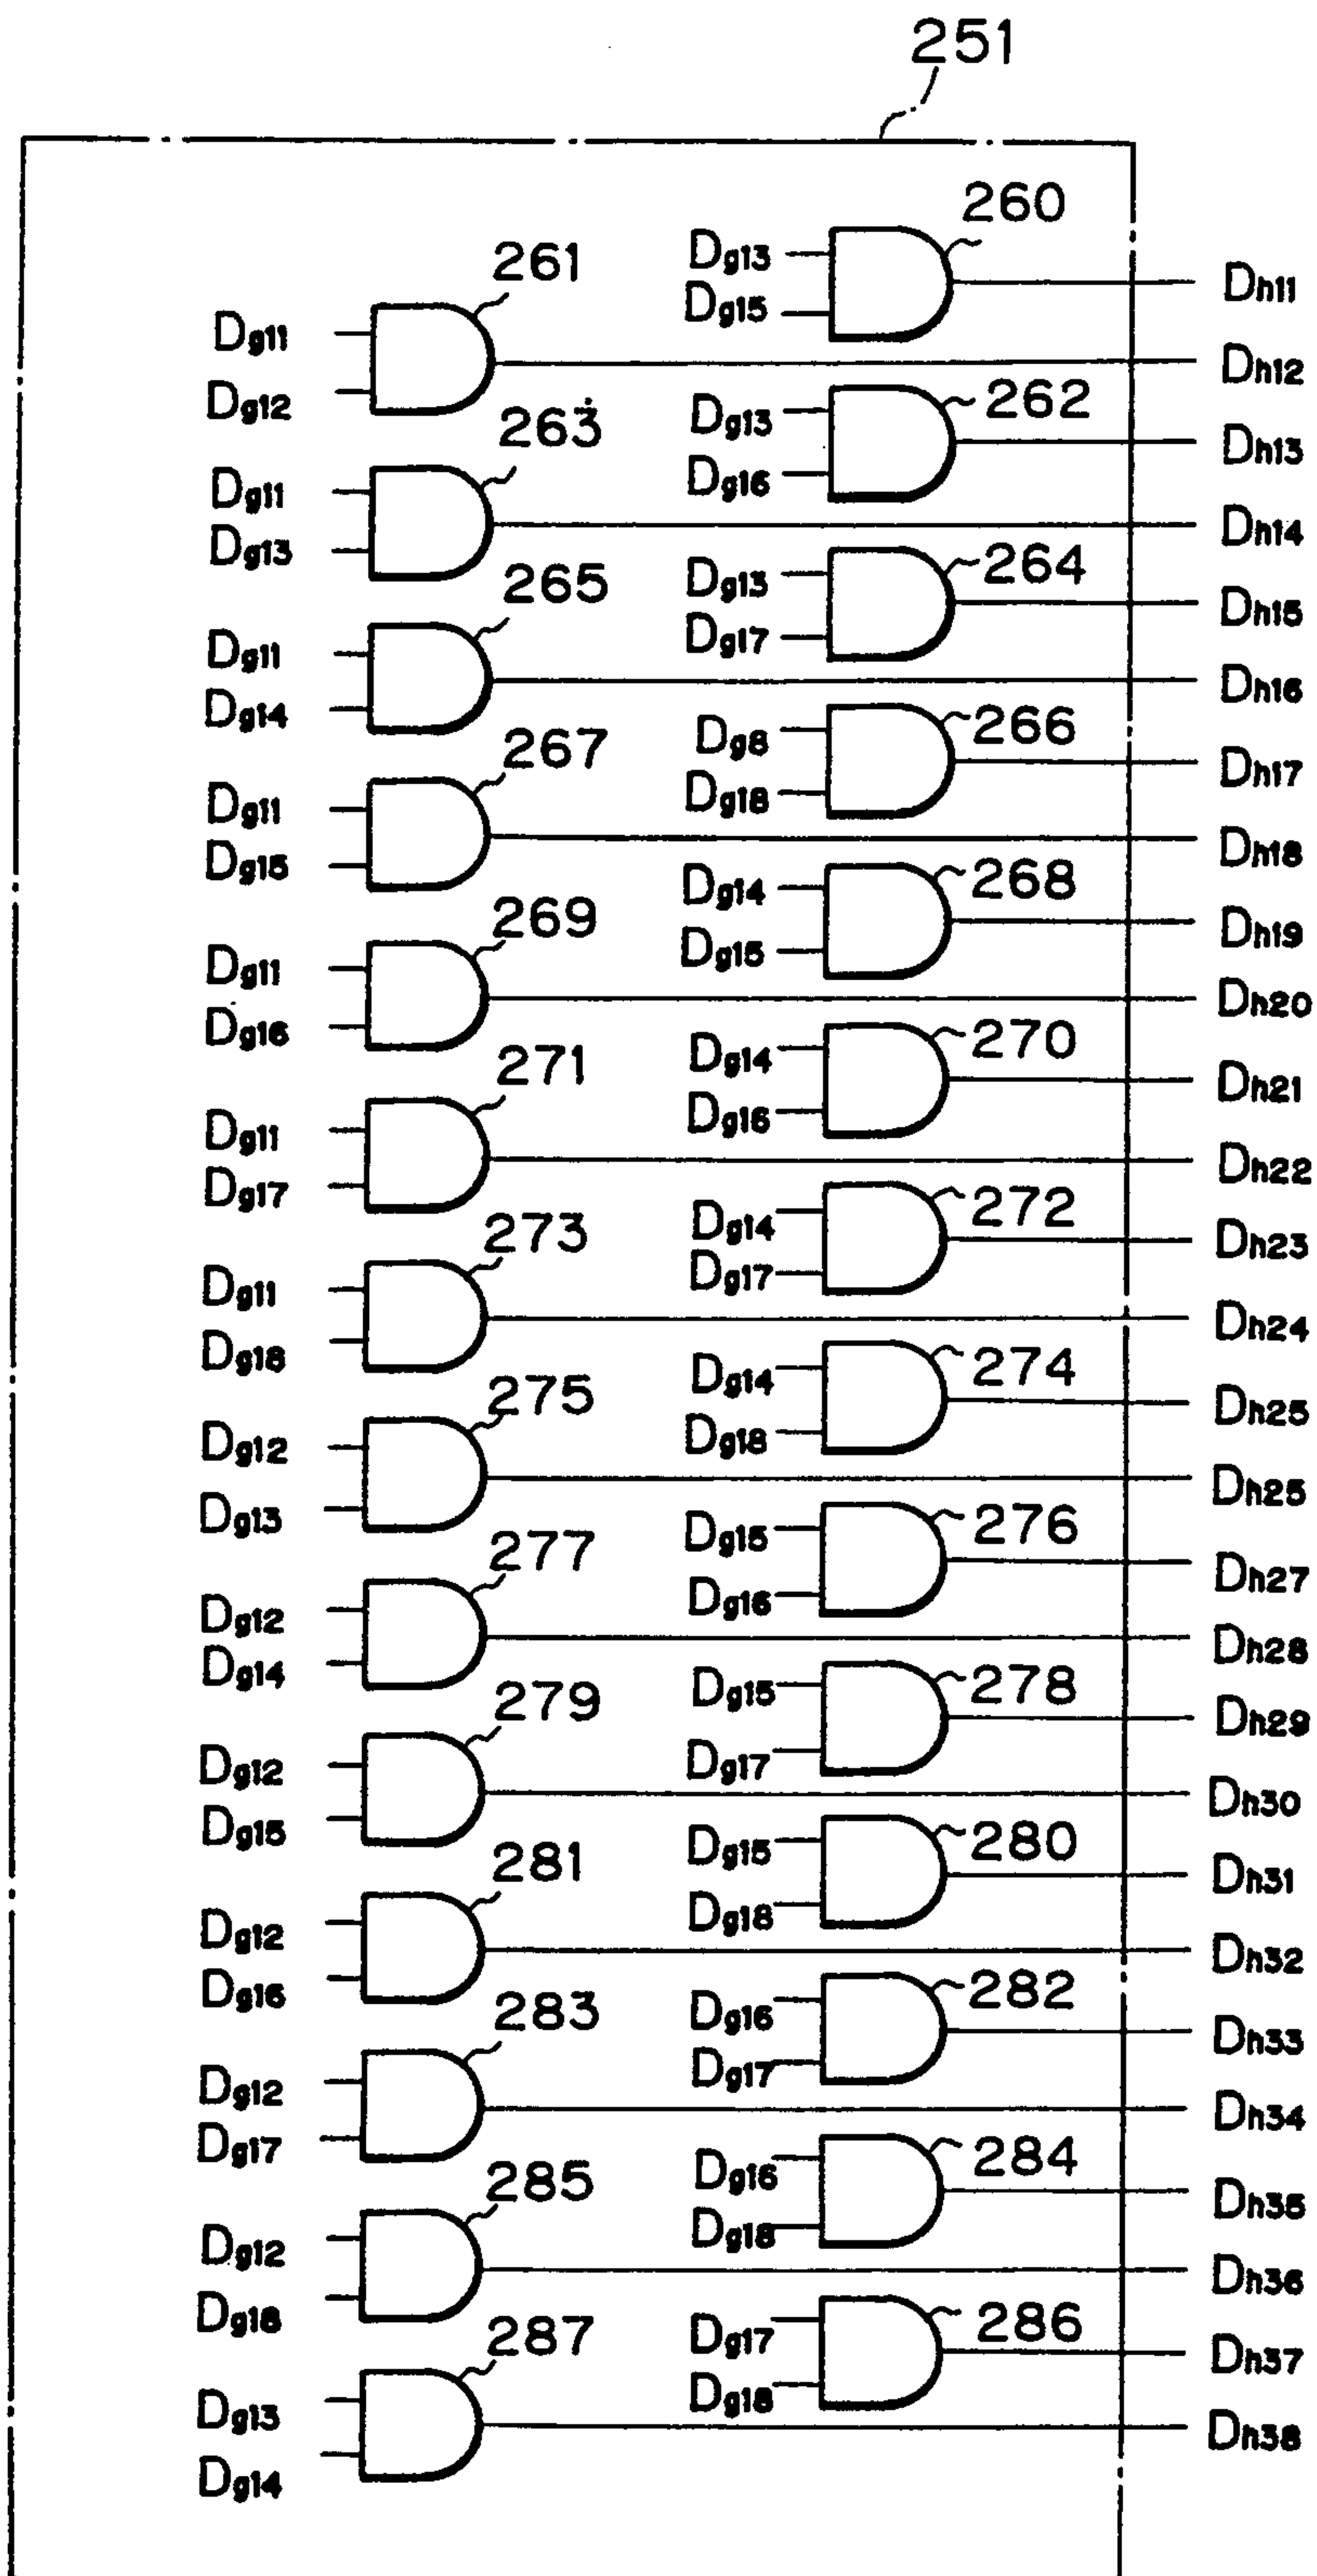 251
260
Dg13
Dh11
261
Dg15
Dg11
Dh12
Dg12
262
Dg13
263
Dh13
Dg16
Dg11
Dh14
Dg13
264
Dg13
265
Dh15
Dg17
Dg11
Dh16
Dg14
266
Dg8
267
Dh17
Dg18
Dg11
Dh18
Dg15
268
Dg14
269
Dh19
Dg15
Dg11
Dh20
Dg16
270
Dg14
271
Dh21
Dg16
Dg11
Dh22
Dg17
272
Dg14
273
Dh23
Dg17
Dg11
Dh24
Dg18
274
Dg14
275
Dh25
Dg18
Dg12
Dh25
Dg13
276
Dg15
277
Dh27
Dg16
Dg12
Dh28
Dg14
278
Dg15
279
Dh29
Dg17
Dg12
Dh30
Dg15
280
Dg15
281
Dh31
Dg18
Dg12
Dh32
Dg16
282
Dg16
283
Dh33
Dg17
Dg12
Dh34
Dg17
284
Dg16
285
Dh35
Dg18
Dg12
Dh36
Dg18
286
Dg17
287
Dh37
Dg18
Dg13
Dh38
Dg14